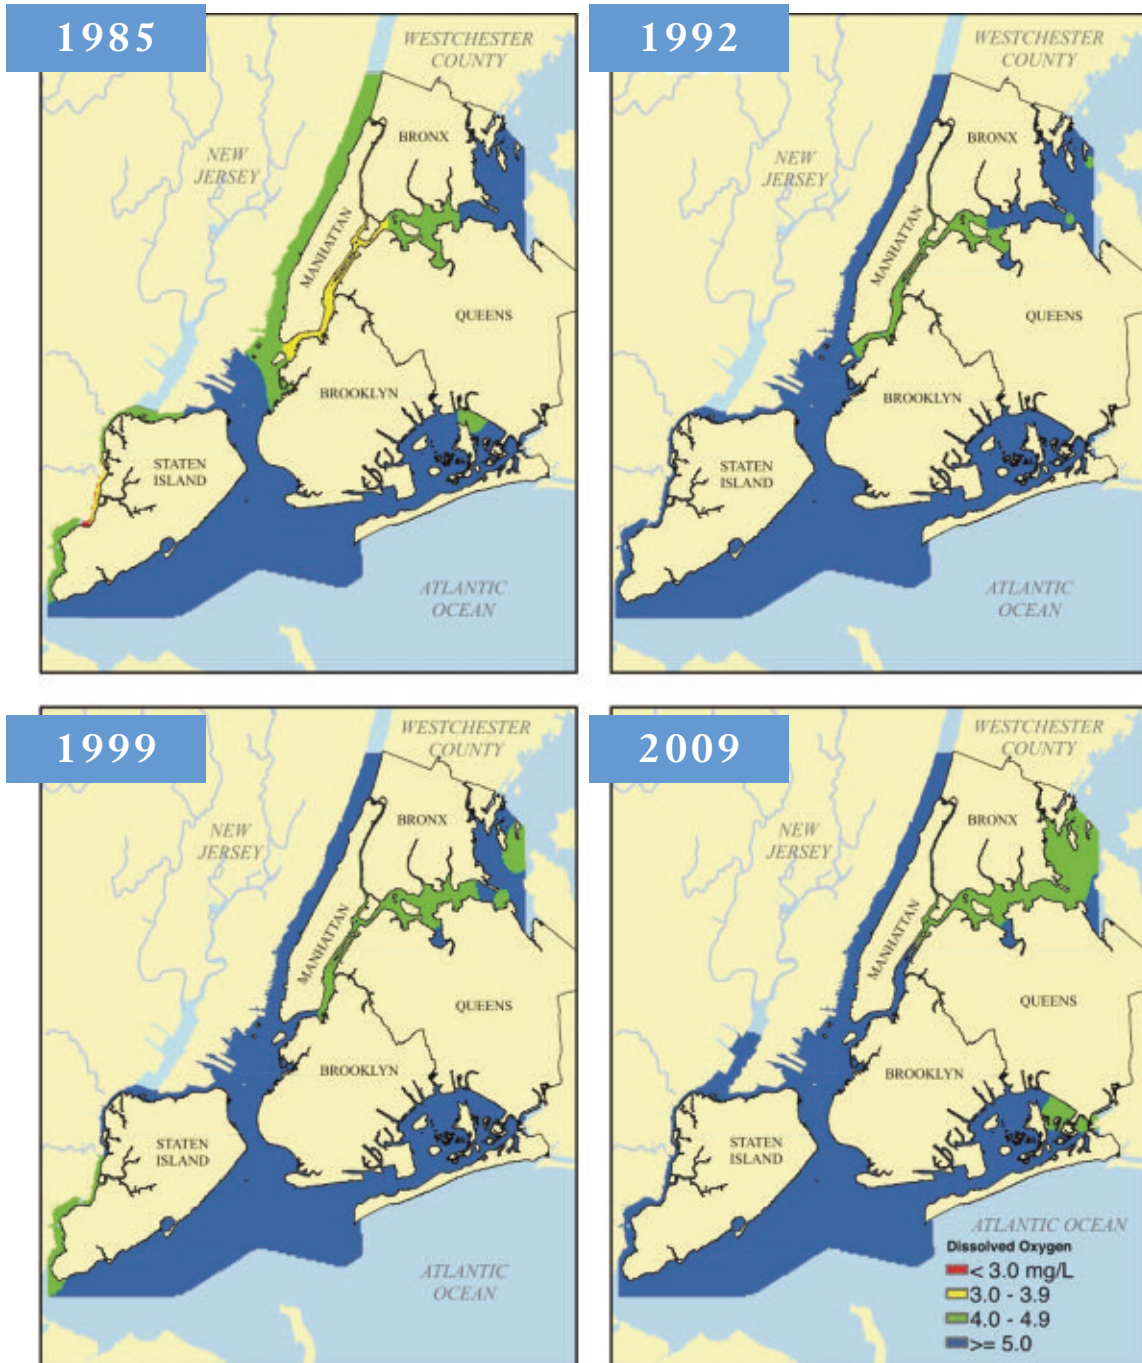 1985
WESTCHESTER
COUNTY
BRONX
NEW
JERSEY
MANHATTAN
QUEENS
BROOKLYN
STATEN
ISLAND
ATLANTIC
OCEAN
1992
WESTCHESTER
COUNTY
BRONX
NEW
JERSEY
MANHATTAN
QUEENS
BROOKLYN
STATEN
ISLAND
ATLANTIC
OCEAN
1999
WESTCHESTER
COUNTY
BRONX
NEW
JERSEY
MANHATTAN
QUEENS
BROOKLYN
STATEN
ISLAND
ATLANTIC
OCEAN
2009
WESTCHESTER
COUNTY
BRONX
NEW
JERSEY
MANHATTAN
QUEENS
BROOKLYN
STATEN
ISLAND
ATLANTIC OCEAN
Dissolved Oxygen
< 3.0 mg/L
3.0 - 3.9
4.0 - 4.9
>= 5.0